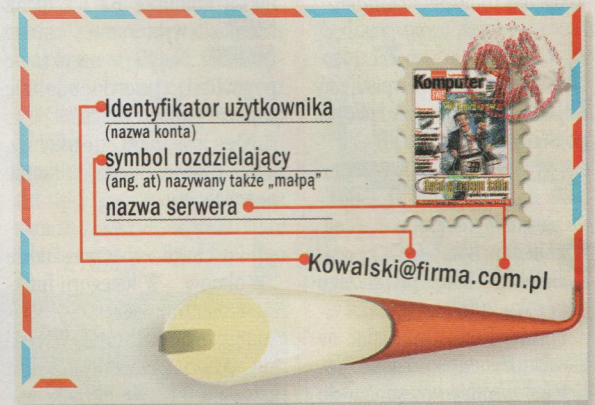 Identyfikator użytkownika
(nazwa konta)
symbol rozdzielający
(ang. at) nazywany także „małpą”
nazwa serwera
Kowalski@firma.com.pl
Komputer